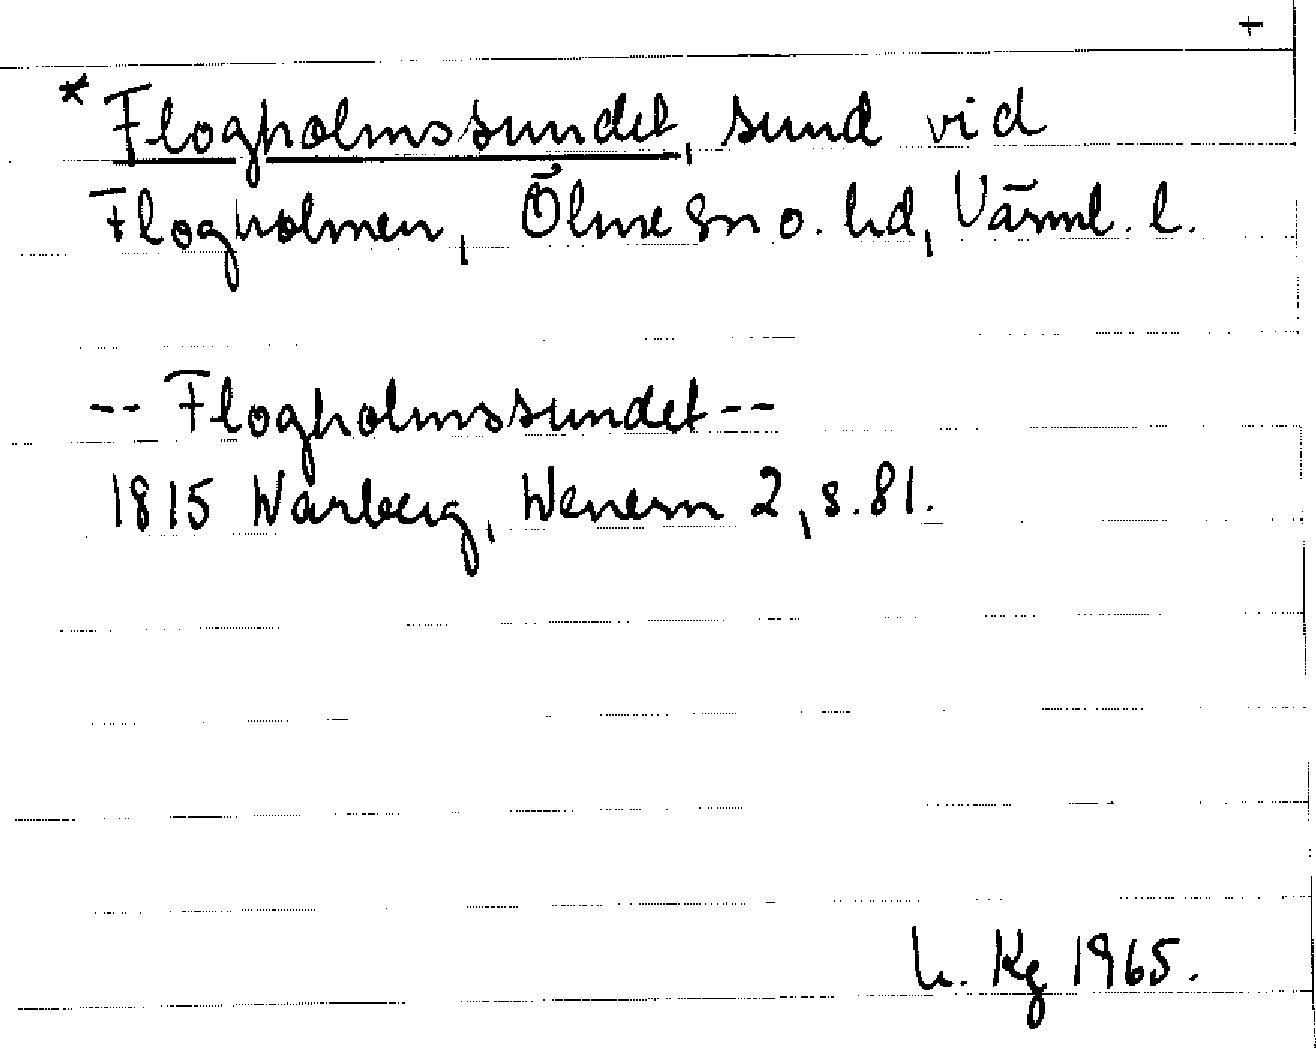 +
* Flogholmssundet, sund vid
Flogholmen, Ölme sn o. hd, Värml. l.
-- Flogholmssundet --
1815 Warberg, Wenern 2, s. 81.
Kg 1965.